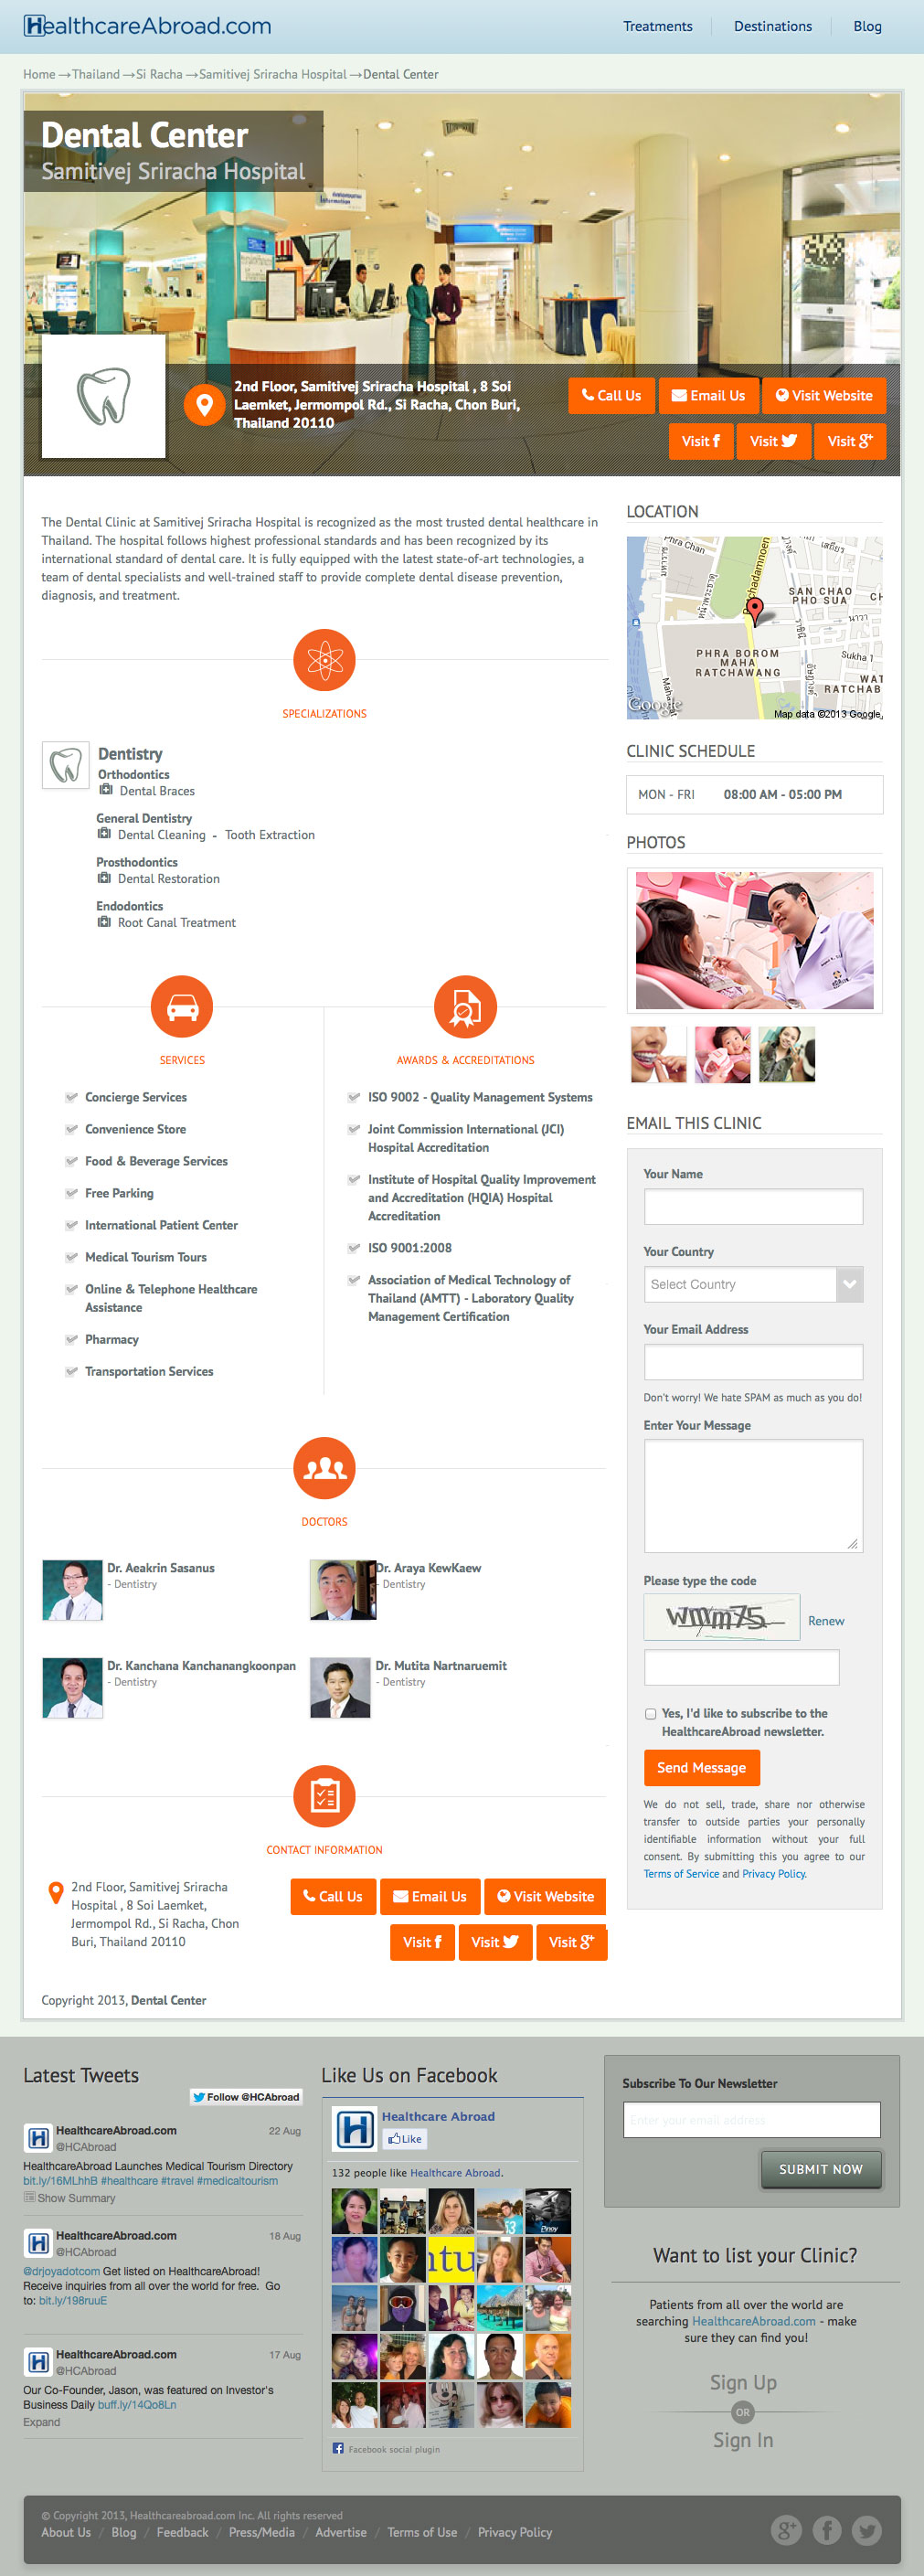 HealthcareAbroad.com
Treatments
Destinations
Blog
Home → Thailand → Si Racha → Samitivej Sriracha Hospital → Dental Center
Dental Center
Samitivej Sriracha Hospital
Information
2nd Floor, Samitivej Sriracha Hospital , 8 Soi
Laemket, Jermompol Rd., Si Racha, Chon Buri,
Thailand 20110
Call Us
Email Us
Visit Website
Visit f
Visit
Visit g+
The Dental Clinic at Samitivej Sriracha Hospital is recognized as the most trusted dental healthcare in
Thailand. The hospital follows highest professional standards and has been recognized by its
international standard of dental care. It is fully equipped with the latest state-of-art technologies, a
team of dental specialists and well-trained staff to provide complete dental disease prevention,
diagnosis, and treatment.
SPECIALIZATIONS
Dentistry
Orthodontics
Dental Braces
General Dentistry
Dental Cleaning - Tooth Extraction
Prosthodontics
Dental Restoration
Endodontics
Root Canal Treatment
SERVICES
Concierge Services
Convenience Store
Food & Beverage Services
Free Parking
International Patient Center
Medical Tourism Tours
Online & Telephone Healthcare
Assistance
Pharmacy
Transportation Services
AWARDS & ACCREDITATIONS
ISO 9002 - Quality Management Systems
Joint Commission International (JCI)
Hospital Accreditation
Institute of Hospital Quality Improvement
and Accreditation (HQIA) Hospital
Accreditation
ISO 9001:2008
Association of Medical Technology of
Thailand (AMTT) - Laboratory Quality
Management Certification
DOCTORS
Dr. Aeakrin Sasanus
- Dentistry
Dr. Araya KewKaew
- Dentistry
Dr. Kanchana Kanchanangkoonpan
- Dentistry
Dr. Mutita Nartnaruemit
- Dentistry
CONTACT INFORMATION
2nd Floor, Samitivej Sriracha
Hospital , 8 Soi Laemket,
Jermompol Rd., Si Racha, Chon
Buri, Thailand 20110
Call Us
Email Us
Visit Website
Visit f
Visit
Visit g+
Copyright 2013, Dental Center
LOCATION
Phra Chan
SAN CHAO
PHO SUA
PHRA BOROM
MAHA
RATCHAWANG
Sukha 1
WAT
RATCHAB
Google
Map data ©2013 Google,
CLINIC SCHEDULE
MON - FRI 08:00 AM - 05:00 PM
PHOTOS
EMAIL THIS CLINIC
Your Name
Your Country
Select Country
Your Email Address
Don't worry! We hate SPAM as much as you do!
Enter Your Message
Please type the code
wmm75
Renew
Yes, I'd like to subscribe to the
HealthcareAbroad newsletter.
Send Message
We do not sell, trade, share nor otherwise
transfer to outside parties your personally
identifiable information without your full
consent. By submitting this you agree to our
Terms of Service and Privacy Policy.
Latest Tweets
Follow @HCAbroad
HealthcareAbroad.com 22 Aug
@HCAbroad
HealthcareAbroad Launches Medical Tourism Directory
bit.ly/16MLhhB #healthcare #travel #medicaltourism
Show Summary
HealthcareAbroad.com 18 Aug
@HCAbroad
@drjoyadotcom Get listed on HealthcareAbroad!
Receive inquiries from all over the world for free. Go
to: bit.ly/198ruuE
HealthcareAbroad.com 17 Aug
@HCAbroad
Our Co-Founder, Jason, was featured on Investor's
Business Daily buff.ly/14Qo8Ln
Expand
Like Us on Facebook
Healthcare Abroad
Like
132 people like Healthcare Abroad.
53
Pinoy
ntu
Facebook social plugin
Subscribe To Our Newsletter
Enter your email address
SUBMIT NOW
Want to list your Clinic?
Patients from all over the world are
searching HealthcareAbroad.com - make
sure they can find you!
Sign Up
OR
Sign In
© Copyright 2013, Healthcareabroad.com Inc. All rights reserved
About Us / Blog / Feedback / Press/Media / Advertise / Terms of Use / Privacy Policy